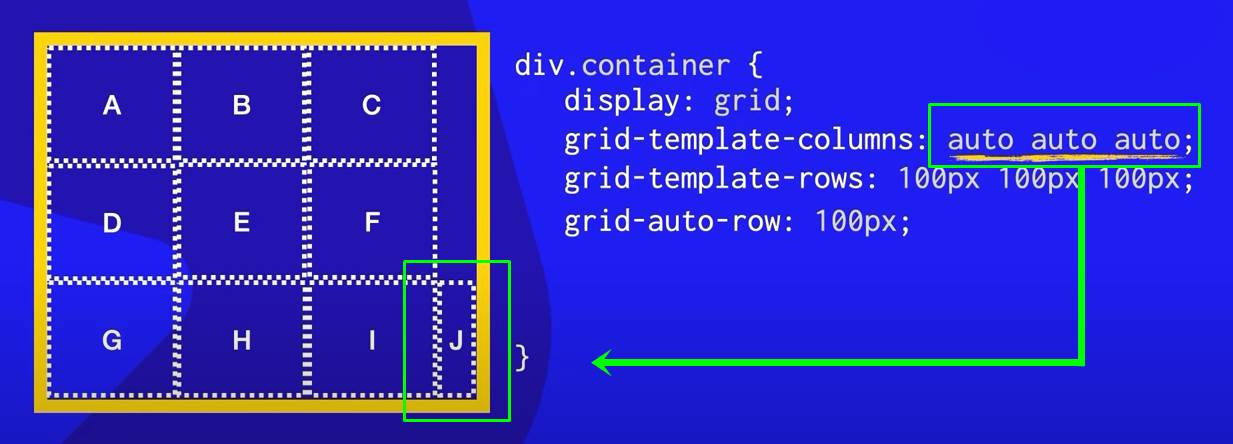 A B C
D E F
G H I J
div.container {
display: grid;
grid-template-columns: auto auto auto;
grid-template-rows: 100px 100px 100px;
grid-auto-row: 100px;
}